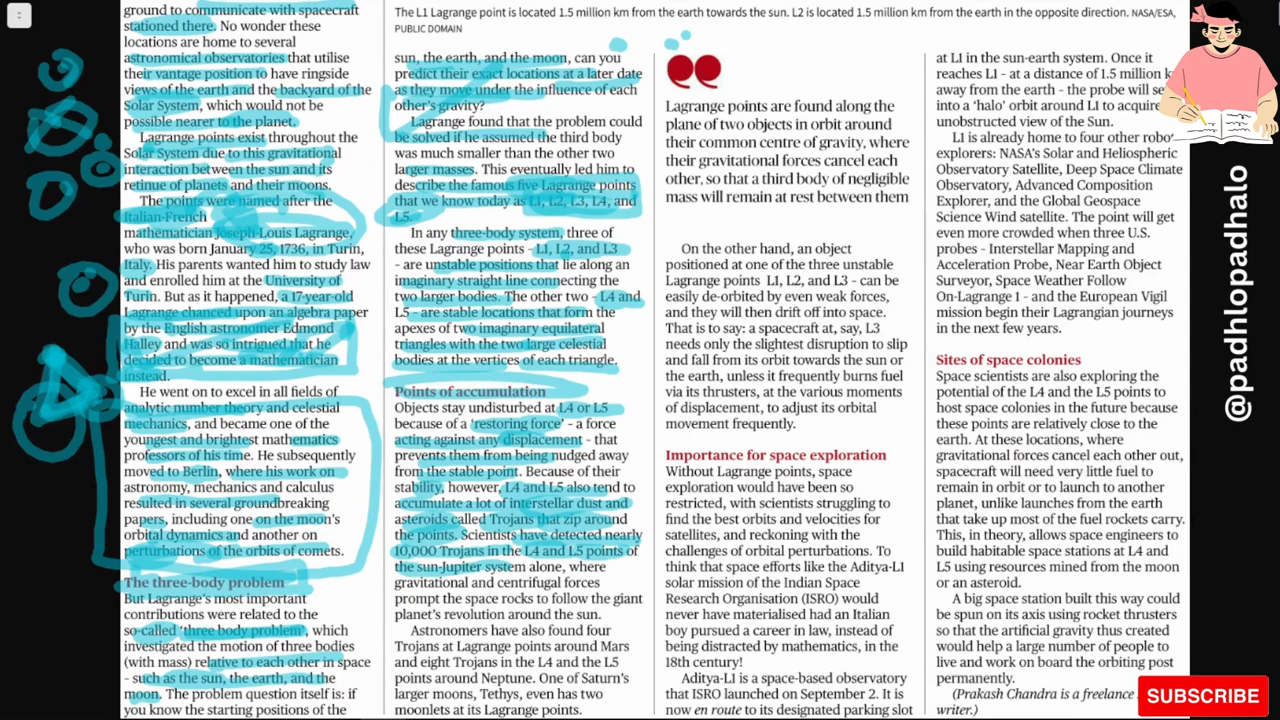 The L1 Lagrange point is located 1.5 million km from the earth towards the sun. L2 is located 1.5 million km from the earth in the opposite direction. NASA/ESA,
PUBLIC DOMAIN
ground to communicate with spacecraft
stationed there. No wonder these
locations are home to several
astronomical observatories that utilise
their vantage position to have ringside
views of the earth and the backyard of the
Solar System, which would not be
possible nearer to the planet.
Lagrange points exist throughout the
Solar System due to this gravitational
interaction between the sun and its
retinue of planets and their moons.
The points were named after the
Italian-French
mathematician Joseph-Louis Lagrange,
who was born January 25, 1736, in Turin,
Italy. His parents wanted him to study law
and enrolled him at the University of
Turin. But as it happened, a 17-year-old
Lagrange chanced upon an algebra paper
by the English astronomer Edmond
Halley and was so intrigued that he
decided to become a mathematician
instead.
He went on to excel in all fields of
analytic number theory and celestial
mechanics, and became one of the
youngest and brightest mathematics
professors of his time. He subsequently
moved to Berlin, where his work on
astronomy, mechanics and calculus
resulted in several groundbreaking
papers, including one on the moon's
orbital dynamics and another on
perturbations of the orbits of comets.
The three-body problem
But Lagrange's most important
contributions were related to the
so-called 'three body problem', which
investigated the motion of three bodies
(with mass) relative to each other in space
- such as the sun, the earth, and the
moon. The problem question itself is: if
you know the starting positions of the
sun, the earth, and the moon, can you
predict their exact locations at a later date
as they move under the influence of each
other's gravity?
Lagrange found that the problem could
be solved if he assumed the third body
was much smaller than the other two
larger masses. This eventually led him to
describe the famous five Lagrange points
that we know today as L1, L2, L3, L4, and
L5.
In any three-body system, three of
these Lagrange points - L1, L2, and L3
- are unstable positions that lie along an
imaginary straight line connecting the
two larger bodies. The other two - L4 and
L5 - are stable locations that form the
apexes of two imaginary equilateral
triangles with the two large celestial
bodies at the vertices of each triangle.
Points of accumulation
Objects stay undisturbed at L4 or L5
because of a 'restoring force' - a force
acting against any displacement - that
prevents them from being nudged away
from the stable point. Because of their
stability, however, L4 and L5 also tend to
accumulate a lot of interstellar dust and
asteroids called Trojans that zip around
the points. Scientists have detected nearly
10,000 Trojans in the L4 and L5 points of
the sun-Jupiter system alone, where
gravitational and centrifugal forces
prompt the space rocks to follow the giant
planet's revolution around the sun.
Astronomers have also found four
Trojans at Lagrange points around Mars
and eight Trojans in the L4 and the L5
points around Neptune. One of Saturn's
larger moons, Tethys, even has two
moonlets at its Lagrange points.
Lagrange points are found along the
plane of two objects in orbit around
their common centre of gravity, where
their gravitational forces cancel each
other, so that a third body of negligible
mass will remain at rest between them
On the other hand, an object
positioned at one of the three unstable
Lagrange points L1, L2, and L3 - can be
easily de-orbited by even weak forces,
and they will then drift off into space.
That is to say: a spacecraft at, say, L3
needs only the slightest disruption to slip
and fall from its orbit towards the sun or
the earth, unless it frequently burns fuel
via its thrusters, at the various moments
of displacement, to adjust its orbital
movement frequently.
Importance for space exploration
Without Lagrange points, space
exploration would have been so
restricted, with scientists struggling to
find the best orbits and velocities for
satellites, and reckoning with the
challenges of orbital perturbations. To
think that space efforts like the Aditya-L1
solar mission of the Indian Space
Research Organisation (ISRO) would
never have materialised had an Italian
boy pursued a career in law, instead of
being distracted by mathematics, in the
18th century!
Aditya-L1 is a space-based observatory
that ISRO launched on September 2. It is
now en route to its designated parking slot
at L1 in the sun-earth system. Once it
reaches L1 - at a distance of 1.5 million
away from the earth - the probe will
into a 'halo' orbit around L1 to acquire
unobstructed view of the Sun.
L1 is already home to four other
explorers: NASA's Solar and Heliospheric
Observatory Satellite, Deep Space Climate
Observatory, Advanced Composition
Explorer, and the Global Geospace
Science Wind satellite. The point will get
even more crowded when three U.S.
probes - Interstellar Mapping and
Acceleration Probe, Near Earth Object
Surveyor, Space Weather Follow
On-Lagrange 1 - and the European Vigil
mission begin their Lagrangian journeys
in the next few years.
Sites of space colonies
Space scientists are also exploring the
potential of the L4 and the L5 points to
host space colonies in the future because
these points are relatively close to the
earth. At these locations, where
gravitational forces cancel each other out,
spacecraft will need very little fuel to
remain in orbit or to launch to another
planet, unlike launches from the earth
that take up most of the fuel rockets carry.
This, in theory, allows space engineers to
build habitable space stations at L4 and
L5 using resources mined from the moon
or an asteroid.
A big space station built this way could
be spun on its axis using rocket thrusters
so that the artificial gravity thus created
would help a large number of people to
live and work on board the orbiting post
permanently.
(Prakash Chandra is a freelance
writer.)
@padhlopadhalo
SUBSCRIBE